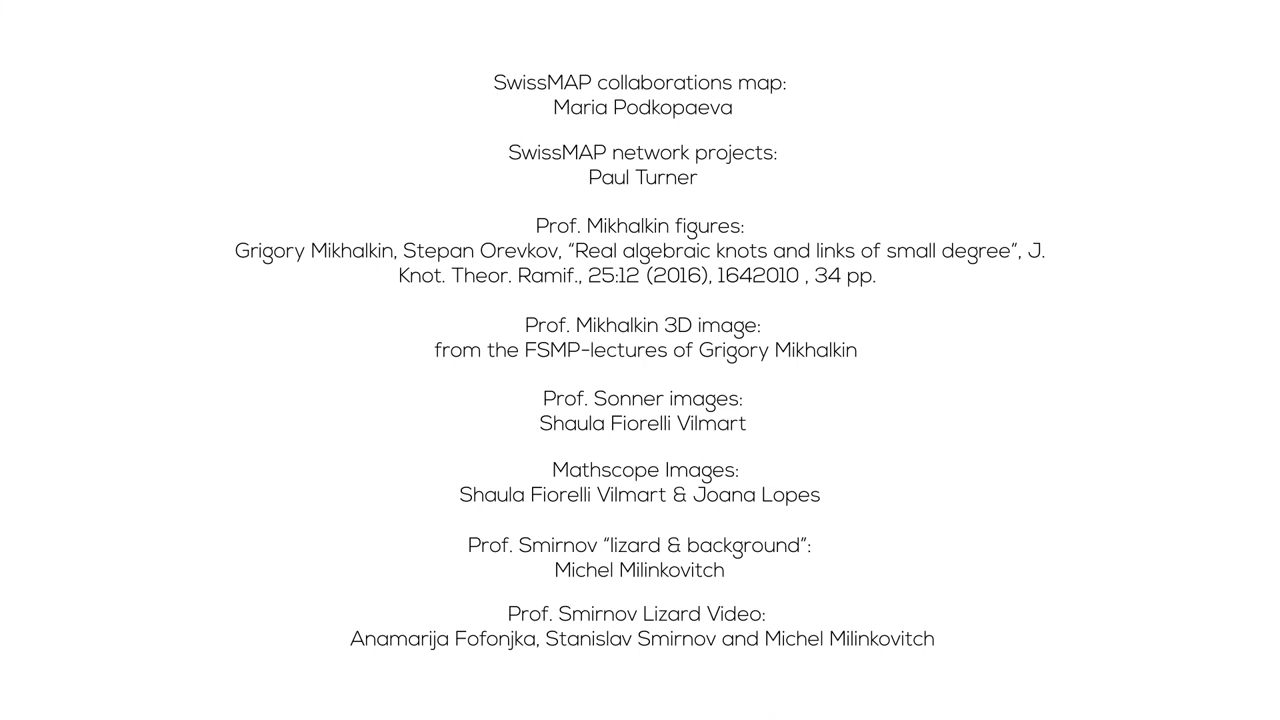 SwissMAP collaborations map:
Maria Podkopaeva
SwissMAP network projects:
Paul Turner
Prof. Mikhalkin figures:
Grigory Mikhalkin, Stepan Orevkov, “Real algebraic knots and links of small degree”, J.
Knot. Theor. Ramif., 25:12 (2016), 1642010 , 34 pp.
Prof. Mikhalkin 3D image:
from the FSMP-lectures of Grigory Mikhalkin
Prof. Sonner images:
Shaula Fiorelli Vilmart
Mathscope Images:
Shaula Fiorelli Vilmart & Joana Lopes
Prof. Smirnov “lizard & background”:
Michel Milinkovitch
Prof. Smirnov Lizard Video:
Anamarija Fofonjka, Stanislav Smirnov and Michel Milinkovitch